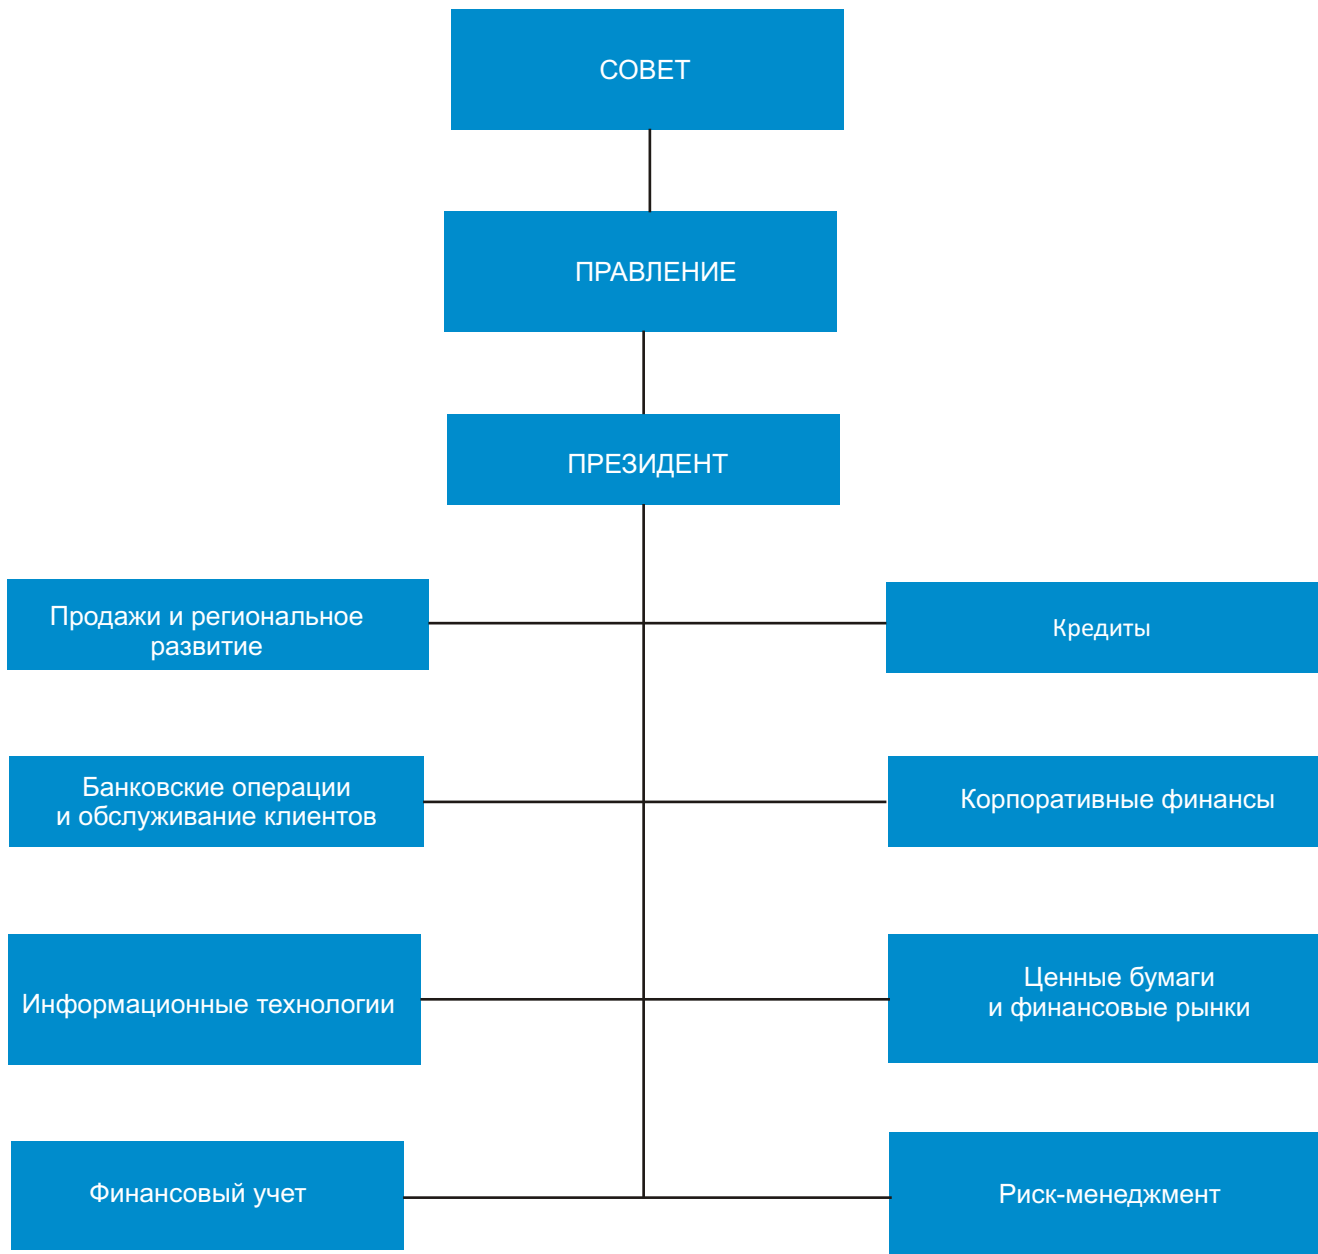 СОВЕТ
ПРАВЛЕНИЕ
ПРЕЗИДЕНТ
Продажи и региональное
развитие
Кредиты
Банковские операции
и обслуживание клиентов
Корпоративные финансы
Информационные технологии
Ценные бумаги
и финансовые рынки
Финансовый учет
Риск-менеджмент